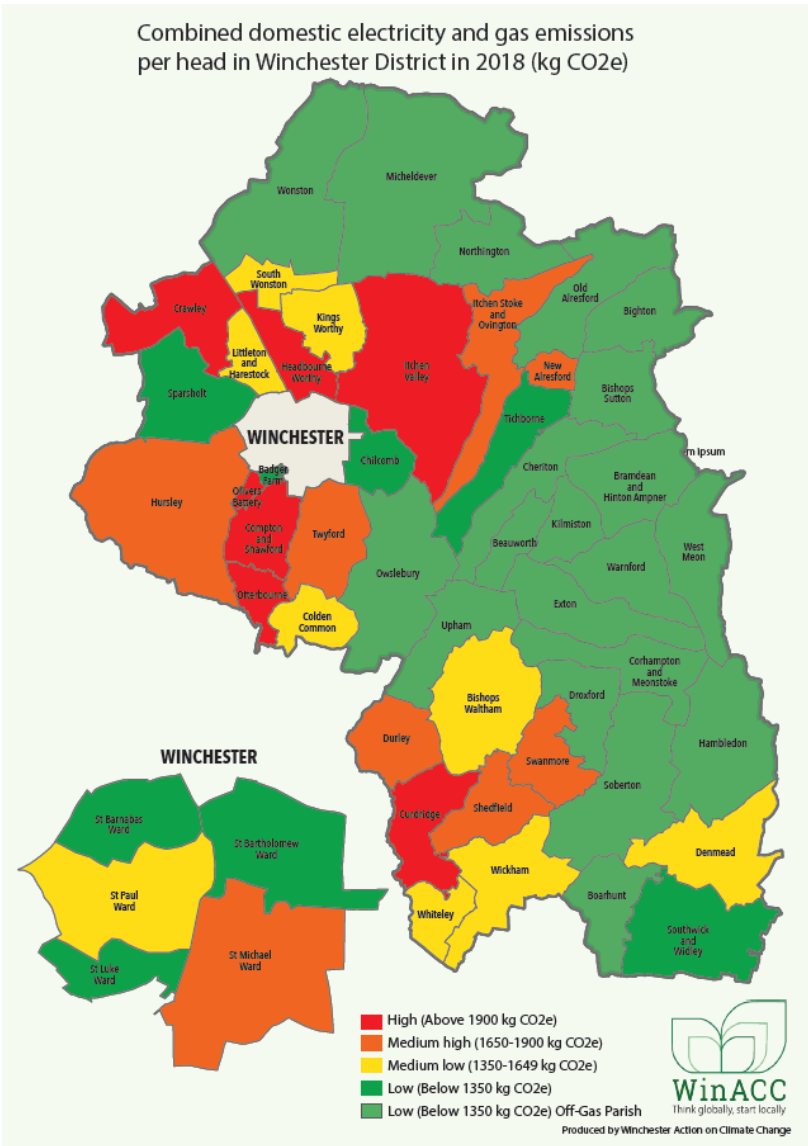 Combined domestic electricity and gas emissions
per head in Winchester District in 2018 (kg CO2e)
Wonston
Micheldever
Northington
South
Wonston
Crawley
Kings
Worthy
Itchen Stoke
and
Ovington
Old
Alresford
Bighton
Littleton
and
Harestock
Headbourne
Worthy
Itchen
Valley
New
Alresford
Sparsholt
Bishops
Sutton
Tichborne
WINCHESTER
m Ipsum
Chilcomb
Cheriton
Badger
Farm
Bramdean
and
Hinton Ampner
Olivers
Battery
Hursley
Compton
and
Shawford
Twyford
Kilmiston
Beauworth
West
Meon
Owslebury
Warnford
Otterbourne
Exton
Colden
Common
Upham
Corhampton
and
Meonstoke
Bishops
Waltham
Droxford
Durley
Hambledon
WINCHESTER
Swanmore
Soberton
Curdridge
Shedfield
St Barnabas
Ward
St Bartholomew
Ward
Denmead
Wickham
St Paul
Ward
Boarhunt
Whiteley
Southwick
and
Widley
St Luke
Ward
St Michael
Ward
High (Above 1900 kg CO2e)
Medium high (1650-1900 kg CO2e)
Medium low (1350-1649 kg CO2e)
Low (Below 1350 kg CO2e)
Low (Below 1350 kg CO2e) Off-Gas Parish
WinACC
Think globally, start locally
Produced by Winchester Action on Climate Change